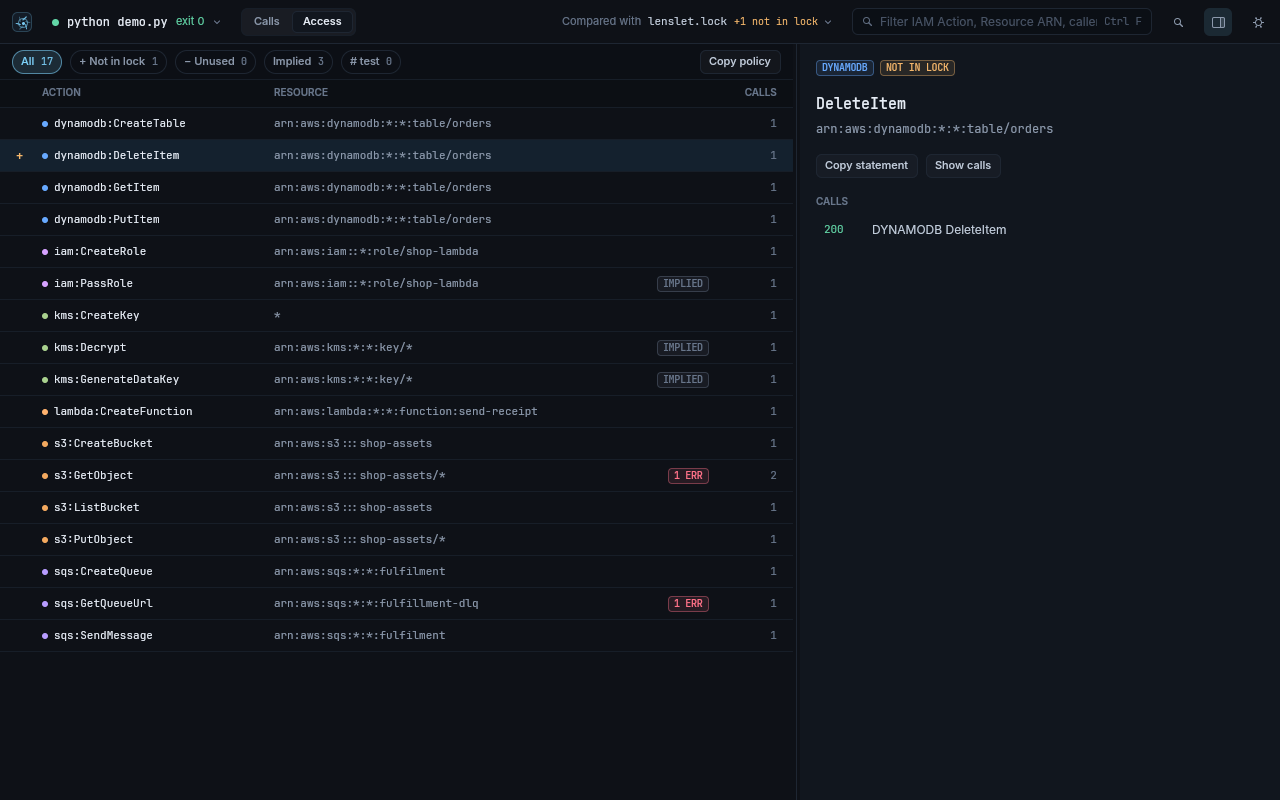 python demo.py exit 0 Calls Access Compared with lenslet.lock +1 not in lock Filter IAM Action, Resource ARN, calle Ctrl F
All 17 + Not in lock 1 − Unused 0 Implied 3 # test 0 Copy policy
ACTION RESOURCE CALLS
dynamodb:CreateTable arn:aws:dynamodb:*:*:table/orders 1
+ dynamodb:DeleteItem arn:aws:dynamodb:*:*:table/orders 1
dynamodb:GetItem arn:aws:dynamodb:*:*:table/orders 1
dynamodb:PutItem arn:aws:dynamodb:*:*:table/orders 1
iam:CreateRole arn:aws:iam::*:role/shop-lambda 1
iam:PassRole arn:aws:iam::*:role/shop-lambda IMPLIED 1
kms:CreateKey * 1
kms:Decrypt arn:aws:kms:*:*:key/* IMPLIED 1
kms:GenerateDataKey arn:aws:kms:*:*:key/* IMPLIED 1
lambda:CreateFunction arn:aws:lambda:*:*:function:send-receipt 1
s3:CreateBucket arn:aws:s3:::shop-assets 1
s3:GetObject arn:aws:s3:::shop-assets/* 1 ERR 2
s3:ListBucket arn:aws:s3:::shop-assets 1
s3:PutObject arn:aws:s3:::shop-assets/* 1
sqs:CreateQueue arn:aws:sqs:*:*:fulfilment 1
sqs:GetQueueUrl arn:aws:sqs:*:*:fulfillment-dlq 1 ERR 1
sqs:SendMessage arn:aws:sqs:*:*:fulfilment 1
DYNAMODB NOT IN LOCK
DeleteItem
arn:aws:dynamodb:*:*:table/orders
Copy statement Show calls
CALLS
200 DYNAMODB DeleteItem